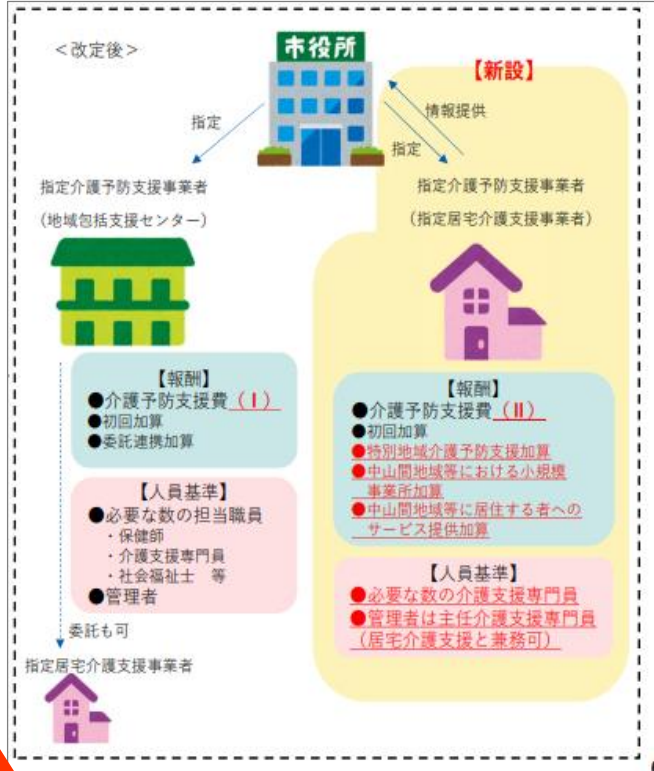 ＜改定後＞
市役所
【新設】
指定
情報提供
指定
指定介護予防支援事業者
（地域包括支援センター）
指定介護予防支援事業者
（指定居宅介護支援事業者）
【報酬】
●介護予防支援費（Ⅰ）
●初回加算
●委託連携加算
【人員基準】
●必要な数の担当職員
・保健師
・介護支援専門員
・社会福祉士　等
●管理者
委託も可
指定居宅介護支援事業者
【報酬】
●介護予防支援費（Ⅱ）
●初回加算
●特別地域介護予防支援加算
●中山間地域等における小規模
事業所加算
●中山間地域等に居住する者への
サービス提供加算
【人員基準】
●必要な数の介護支援専門員
●管理者は主任介護支援専門員
（居宅介護支援と兼務可）